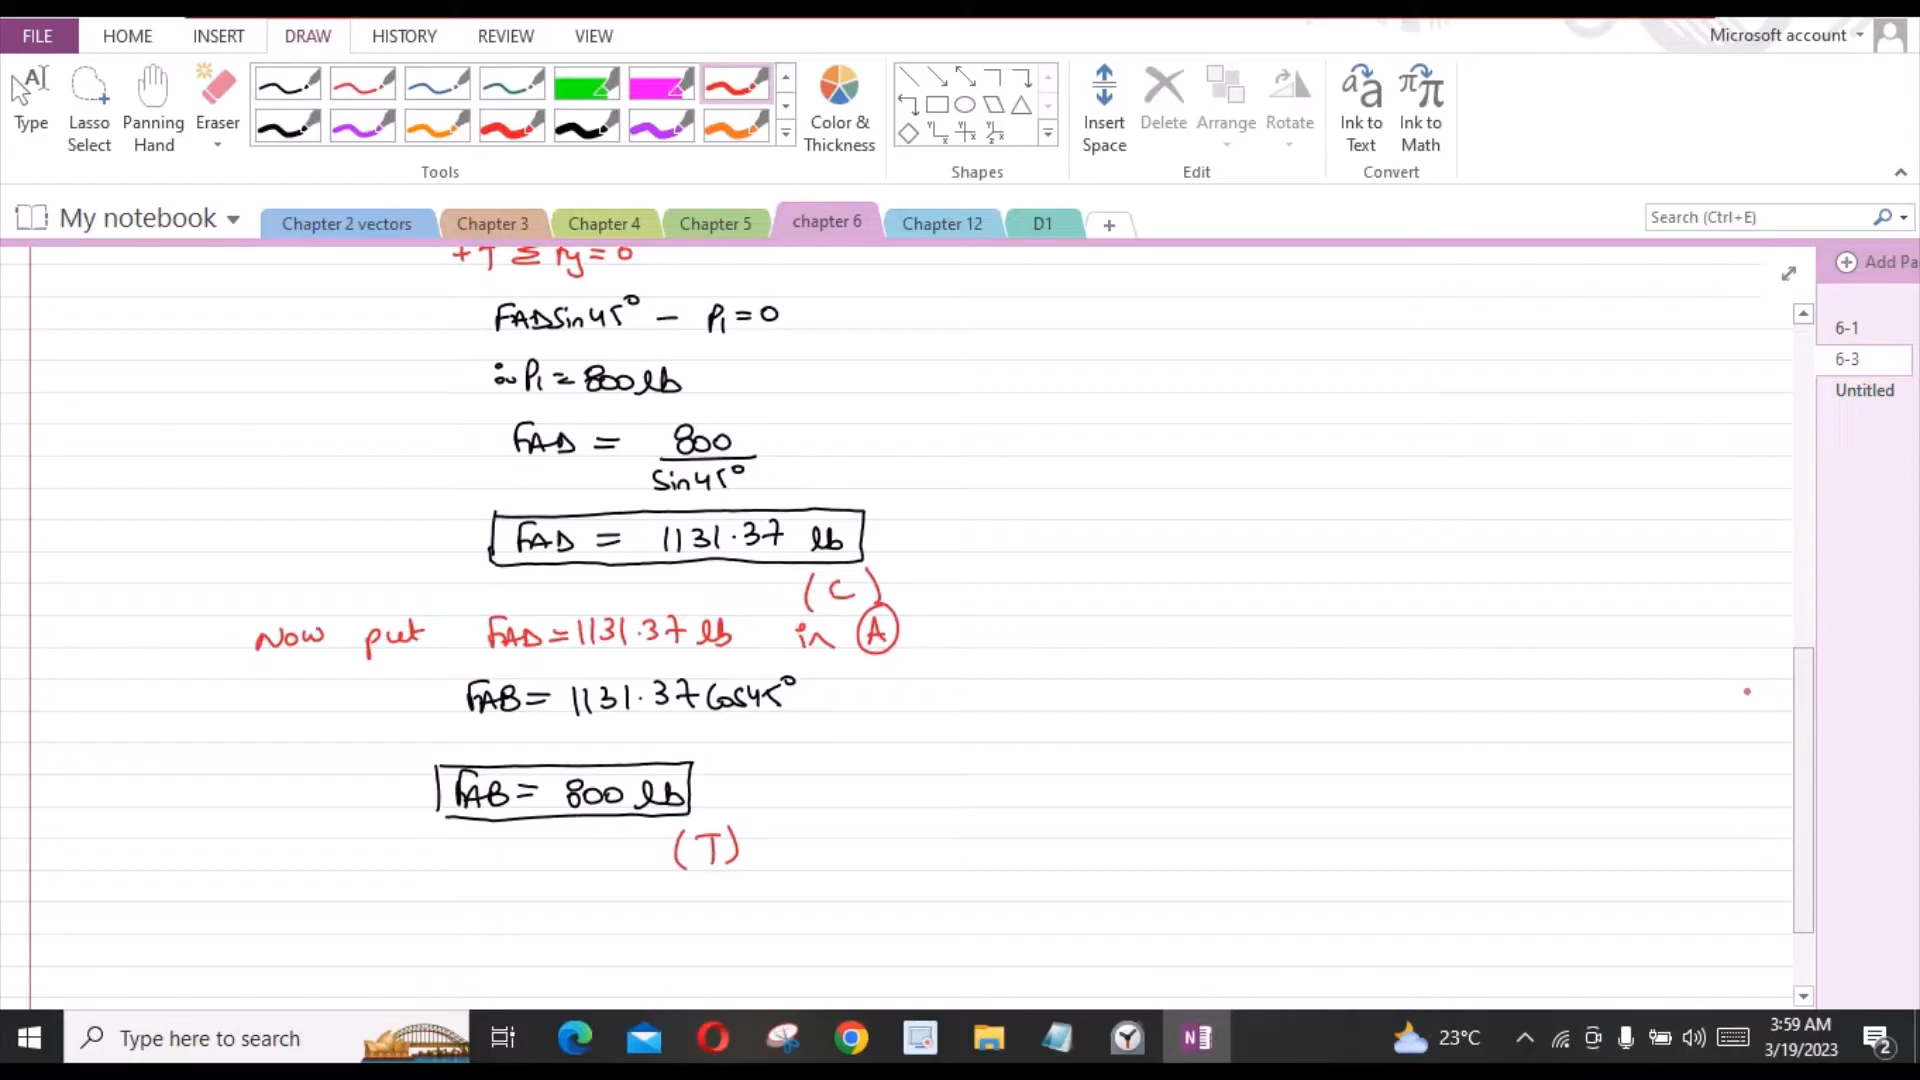 FILE HOME INSERT DRAW HISTORY REVIEW VIEW Microsoft account
Type Lasso Select Panning Hand Eraser Color & Thickness Insert Space Delete Arrange Rotate Ink to Text Ink to Math
Tools Shapes Edit Convert
My notebook Chapter 2 vectors Chapter 3 Chapter 4 Chapter 5 chapter 6 Chapter 12 D1 + Search (Ctrl+E)
Add Pa
6-1
6-3
Untitled
FADSin45° - P1 = 0
∴ P1 = 800 lb
FAD = 800
Sin45°
FAD = 1131.37 lb
(C)
Now put FAD = 1131.37 lb in A
FAB = 1131.37 Cos45°
FAB = 800 lb
(T)
Type here to search 23°C 3:59 AM
3/19/2023 2